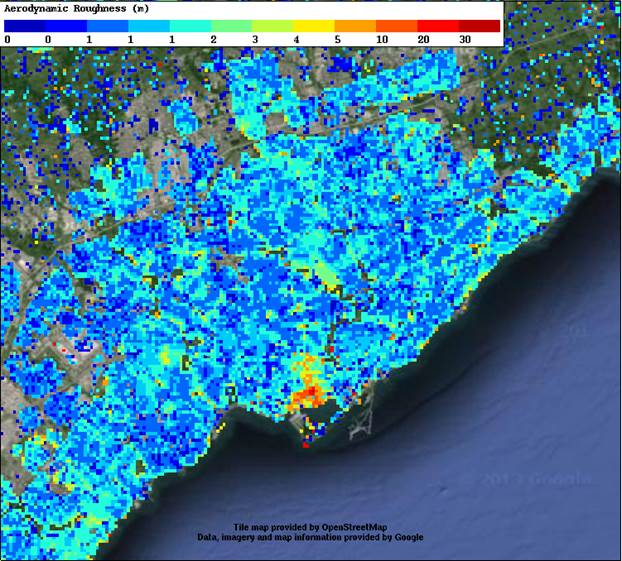 Aerodynamic Roughness (m)
0 0 1 1 1 2 3 4 5 10 20 30
Tile map provided by OpenStreetMap
Data, imagery and map information provided by Google